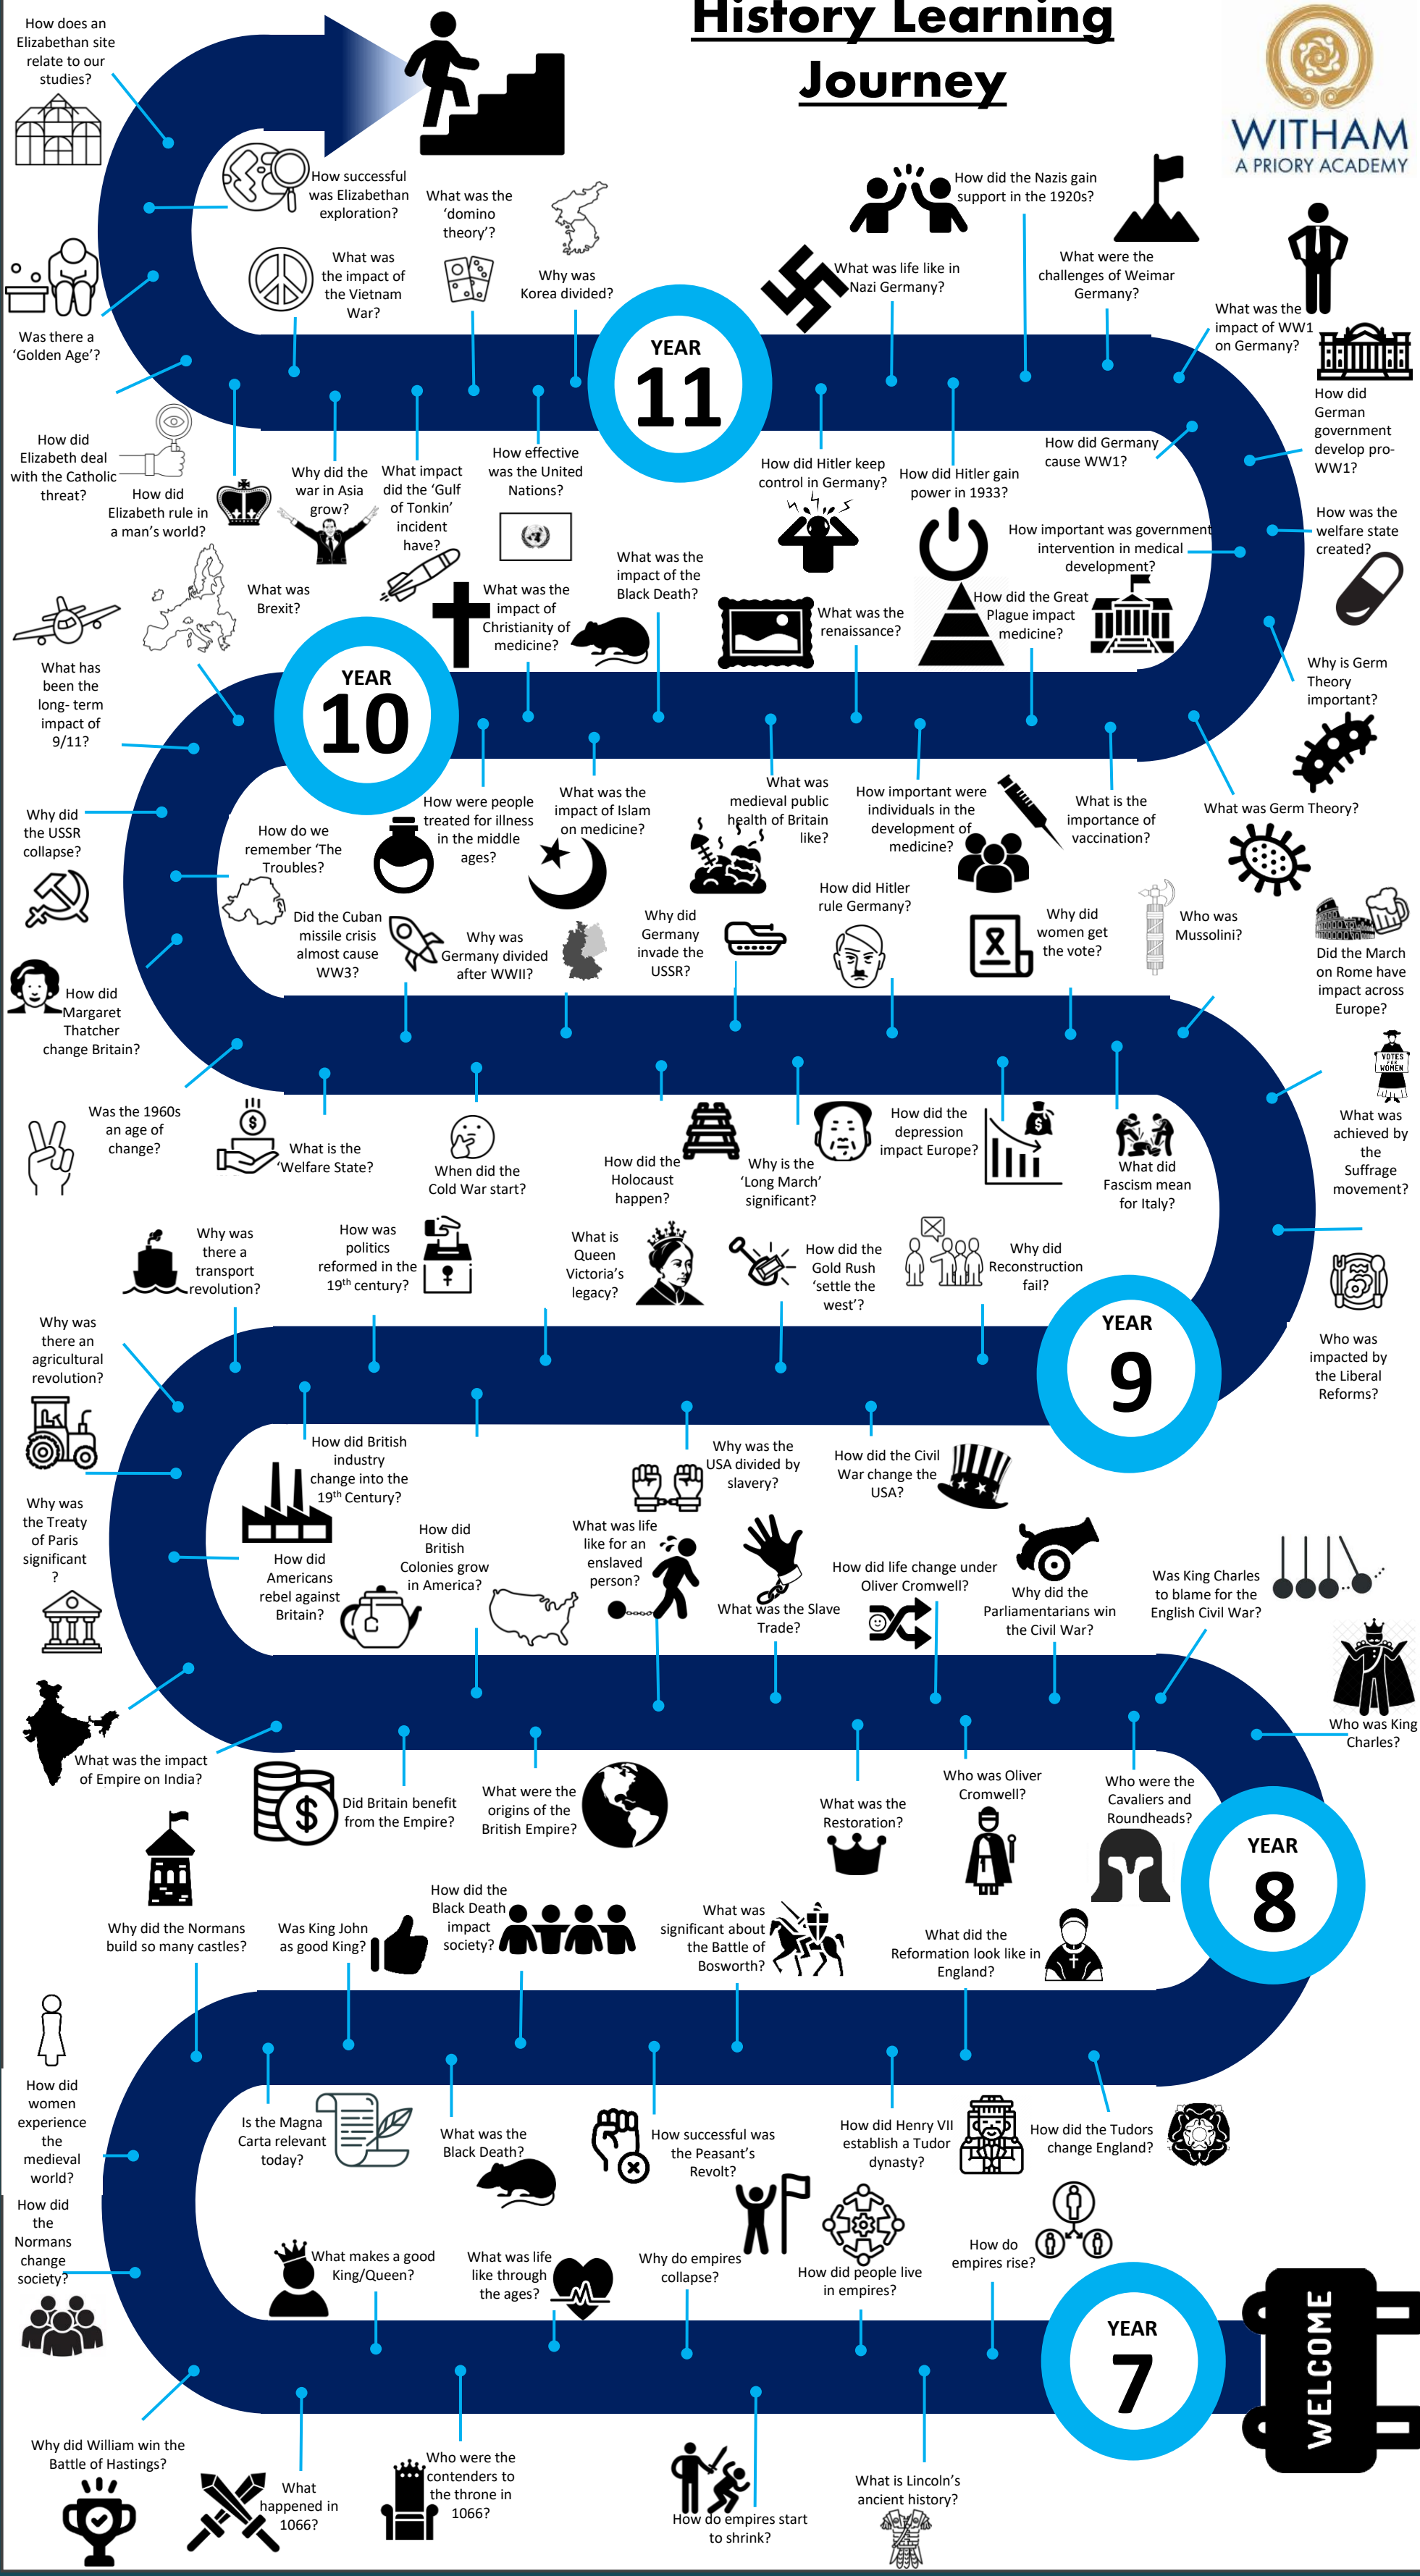 History Learning
Journey
WITHAM
A PRIORY ACADEMY
How does an
Elizabethan site
relate to our
studies?
How successful
was Elizabethan
exploration?
What was the
‘domino
theory’?
What was
the impact of
the Vietnam
War?
Why was
Korea divided?
Was there a
‘Golden Age’?
How did the Nazis gain
support in the 1920s?
What was life like in
Nazi Germany?
What were the
challenges of Weimar
Germany?
What was the
impact of WW1
on Germany?
YEAR
11
How did
German
government
develop pro-
WW1?
How did
Elizabeth deal
with the Catholic
threat?
How did
Elizabeth rule in
a man’s world?
Why did the
war in Asia
grow?
What impact
did the ‘Gulf
of Tonkin’
incident
have?
How effective
was the United
Nations?
How did Hitler keep
control in Germany?
How did Hitler gain
power in 1933?
How did Germany
cause WW1?
How was the
welfare state
created?
How important was government
intervention in medical
development?
What was
Brexit?
What was the
impact of
Christianity of
medicine?
What was the
impact of the
Black Death?
What was the
renaissance?
How did the Great
Plague impact
medicine?
Why is Germ
Theory
important?
What has
been the
long- term
impact of
9/11?
YEAR
10
How were people
treated for illness
in the middle
ages?
What was the
impact of Islam
on medicine?
What was
medieval public
health of Britain
like?
How important were
individuals in the
development of
medicine?
What is the
importance of
vaccination?
What was Germ Theory?
Why did
the USSR
collapse?
How do we
remember ‘The
Troubles?
Did the Cuban
missile crisis
almost cause
WW3?
Why was
Germany divided
after WWII?
Why did
Germany
invade the
USSR?
How did Hitler
rule Germany?
Why did
women get
the vote?
Who was
Mussolini?
Did the March
on Rome have
impact across
Europe?
How did
Margaret
Thatcher
change Britain?
VOTES
FOR
WOMEN
Was the 1960s
an age of
change?
What is the
‘Welfare State?
When did the
Cold War start?
How did the
Holocaust
happen?
Why is the
‘Long March’
significant?
How did the
depression
impact Europe?
What did
Fascism mean
for Italy?
What was
achieved by
the
Suffrage
movement?
Why was
there a
transport
revolution?
How was
politics
reformed in the
19th century?
What is
Queen
Victoria’s
legacy?
How did the
Gold Rush
‘settle the
west’?
Why did
Reconstruction
fail?
YEAR
9
Who was
impacted by
the Liberal
Reforms?
Why was
there an
agricultural
revolution?
How did British
industry
change into the
19th Century?
Why was the
USA divided by
slavery?
How did the Civil
War change the
USA?
Why was
the Treaty
of Paris
significant
?
How did
Americans
rebel against
Britain?
How did
British
Colonies grow
in America?
What was life
like for an
enslaved
person?
What was the Slave
Trade?
How did life change under
Oliver Cromwell?
Why did the
Parliamentarians win
the Civil War?
Was King Charles
to blame for the
English Civil War?
Who was King
Charles?
What was the impact
of Empire on India?
Did Britain benefit
from the Empire?
What were the
origins of the
British Empire?
What was the
Restoration?
Who was Oliver
Cromwell?
Who were the
Cavaliers and
Roundheads?
YEAR
8
Why did the Normans
build so many castles?
Was King John
as good King?
How did the
Black Death
impact
society?
What was
significant about
the Battle of
Bosworth?
What did the
Reformation look like in
England?
How did
women
experience
the
medieval
world?
Is the Magna
Carta relevant
today?
What was the
Black Death?
How successful was
the Peasant’s
Revolt?
How did Henry VII
establish a Tudor
dynasty?
How did the Tudors
change England?
How did
the
Normans
change
society?
What makes a good
King/Queen?
What was life
like through
the ages?
Why do empires
collapse?
How did people live
in empires?
How do
empires rise?
YEAR
7
WELCOME
Why did William win the
Battle of Hastings?
What
happened in
1066?
Who were the
contenders to
the throne in
1066?
How do empires start
to shrink?
What is Lincoln’s
ancient history?